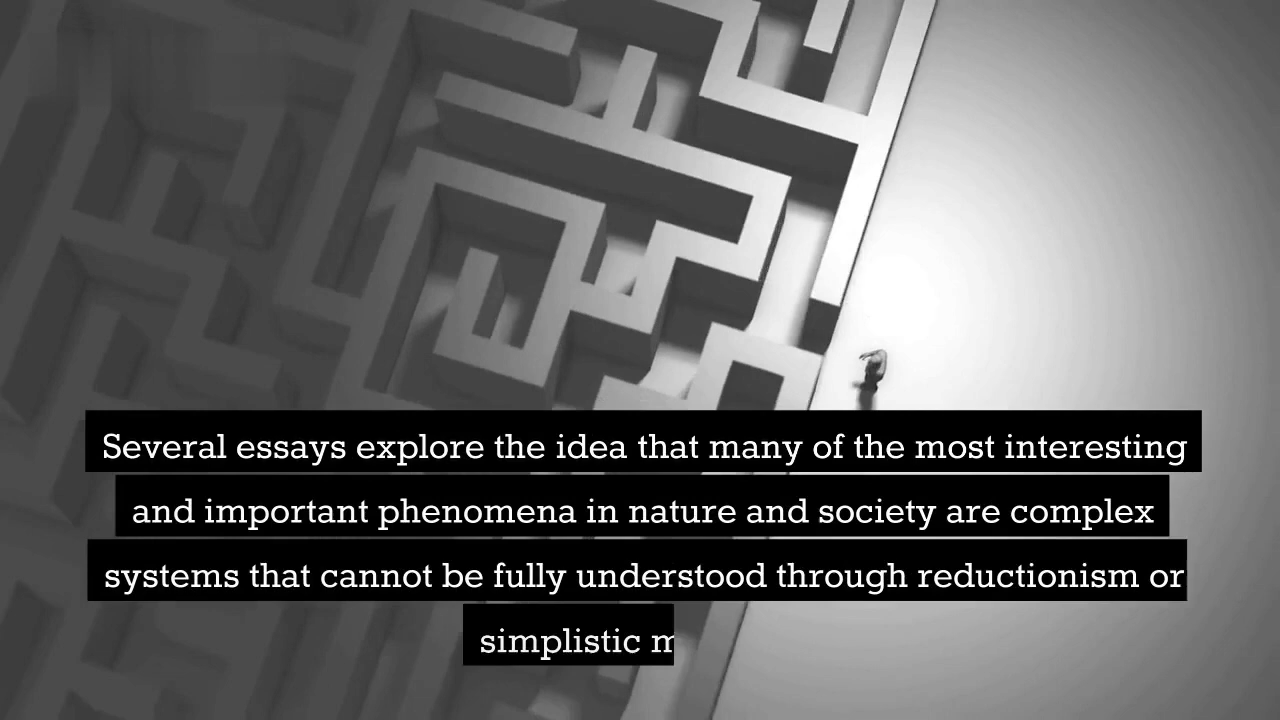 Several essays explore the idea that many of the most interesting
and important phenomena in nature and society are complex
systems that cannot be fully understood through reductionism or
simplistic m